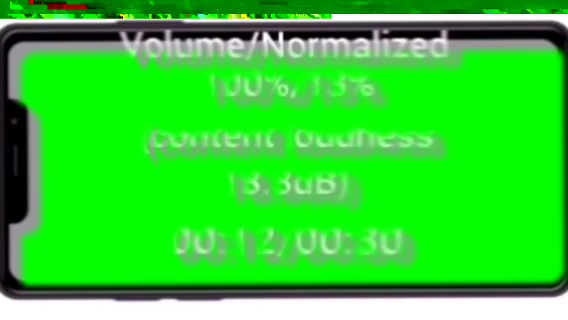 Volume/Normalized
100%/13%
(content loudness
13.3dB)
00:12/00:30